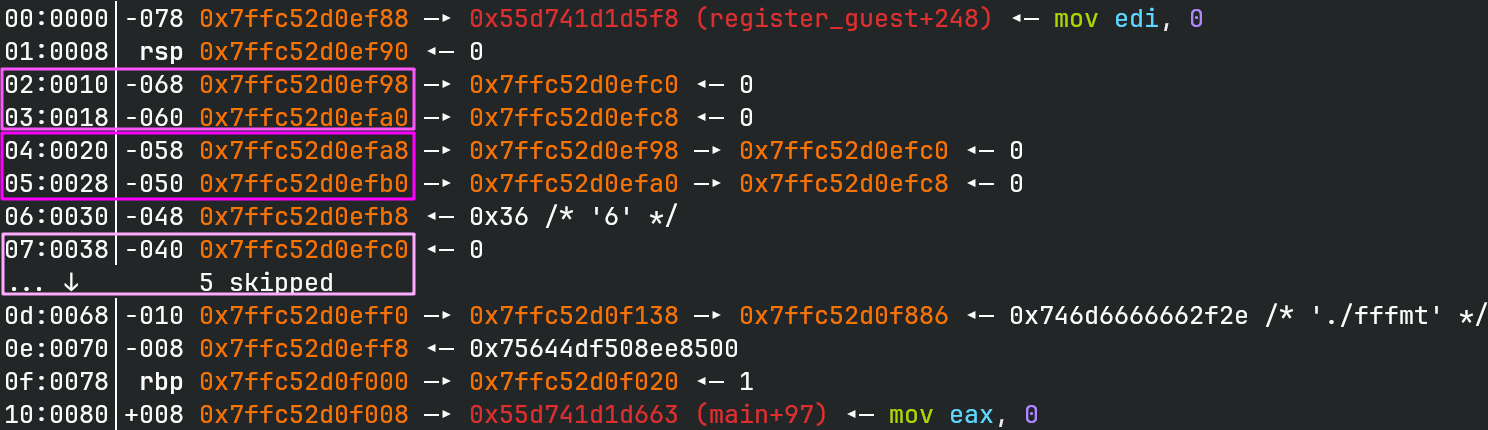 00:0000│-078 0x7ffc52d0ef88 —▸ 0x55d741d1d5f8 (register_guest+248) ◂— mov edi, 0
01:0008│ rsp 0x7ffc52d0ef90 ◂— 0
02:0010│-068 0x7ffc52d0ef98 —▸ 0x7ffc52d0efc0 ◂— 0
03:0018│-060 0x7ffc52d0efa0 —▸ 0x7ffc52d0efc8 ◂— 0
04:0020│-058 0x7ffc52d0efa8 —▸ 0x7ffc52d0ef98 —▸ 0x7ffc52d0efc0 ◂— 0
05:0028│-050 0x7ffc52d0efb0 —▸ 0x7ffc52d0efa0 —▸ 0x7ffc52d0efc8 ◂— 0
06:0030│-048 0x7ffc52d0efb8 ◂— 0x36 /* '6' */
07:0038│-040 0x7ffc52d0efc0 ◂— 0
... ↓ 5 skipped
0d:0068│-010 0x7ffc52d0eff0 —▸ 0x7ffc52d0f138 —▸ 0x7ffc52d0f886 ◂— 0x746d6666662f2e /* './fffmt' */
0e:0070│-008 0x7ffc52d0eff8 ◂— 0x75644df508ee8500
0f:0078│ rbp 0x7ffc52d0f000 —▸ 0x7ffc52d0f020 ◂— 1
10:0080│+008 0x7ffc52d0f008 —▸ 0x55d741d1d663 (main+97) ◂— mov eax, 0